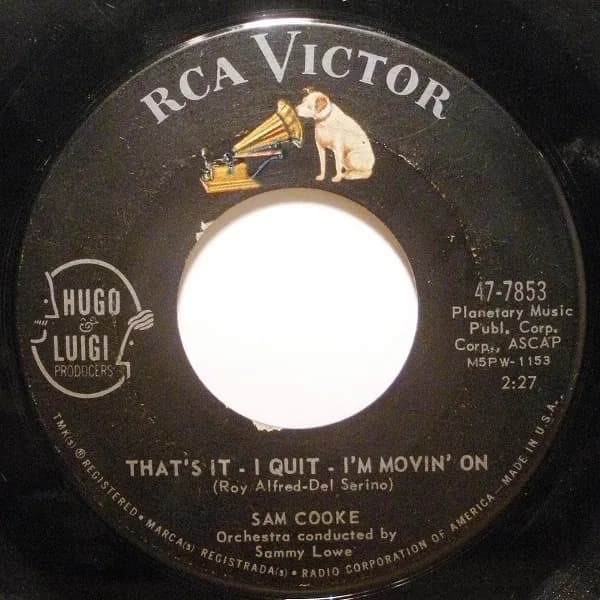 RCA VICTOR
HUGO
&
LUIGI
PRODUCERS
47-7853
Planetary Music
Publ. Corp.
Corp., ASCAP
M5PW-1153
2:27
THAT'S IT - I QUIT - I'M MOVIN' ON
(Roy Alfred-Del Serino)
SAM COOKE
Orchestra conducted by
Sammy Lowe
TMK(s) ® REGISTERED • MARCA(s) REGISTRADA(s) • RADIO CORPORATION OF AMERICA - MADE IN U.S.A.